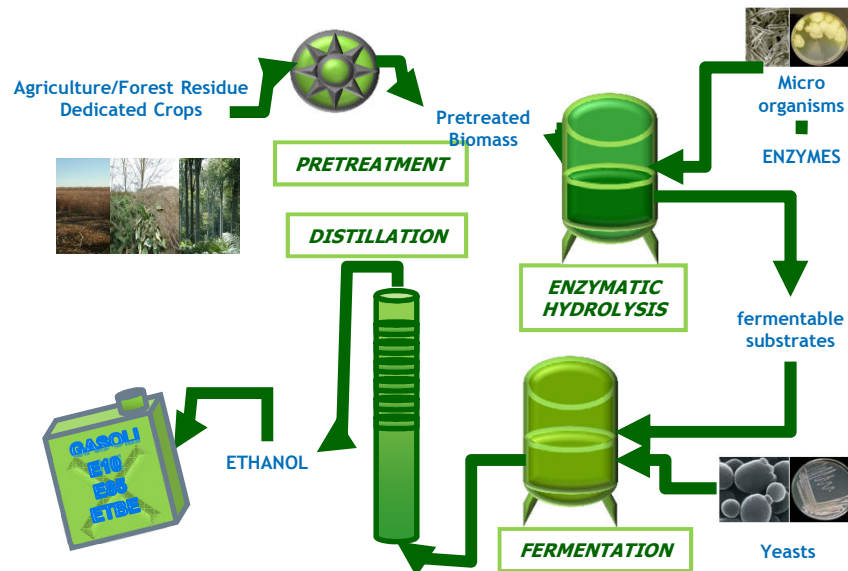 Agriculture/Forest Residue
Dedicated Crops
Pretreated
Biomass
Micro
organisms
ENZYMES
PRETREATMENT
DISTILLATION
ENZYMATIC
HYDROLYSIS
fermentable
substrates
GASOLI
E10
E85
ETBE
ETHANOL
FERMENTATION
Yeasts